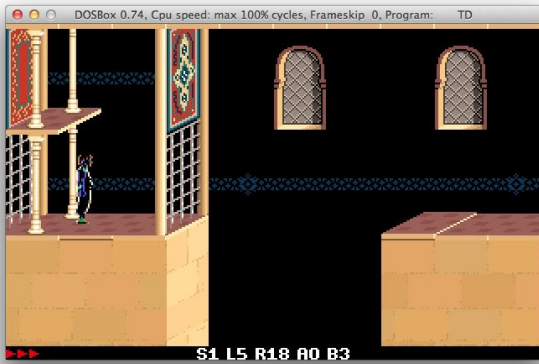 DOSBox 0.74, Cpu speed: max 100% cycles, Frameskip 0, Program: TD
S1 L5 R18 A0 B3